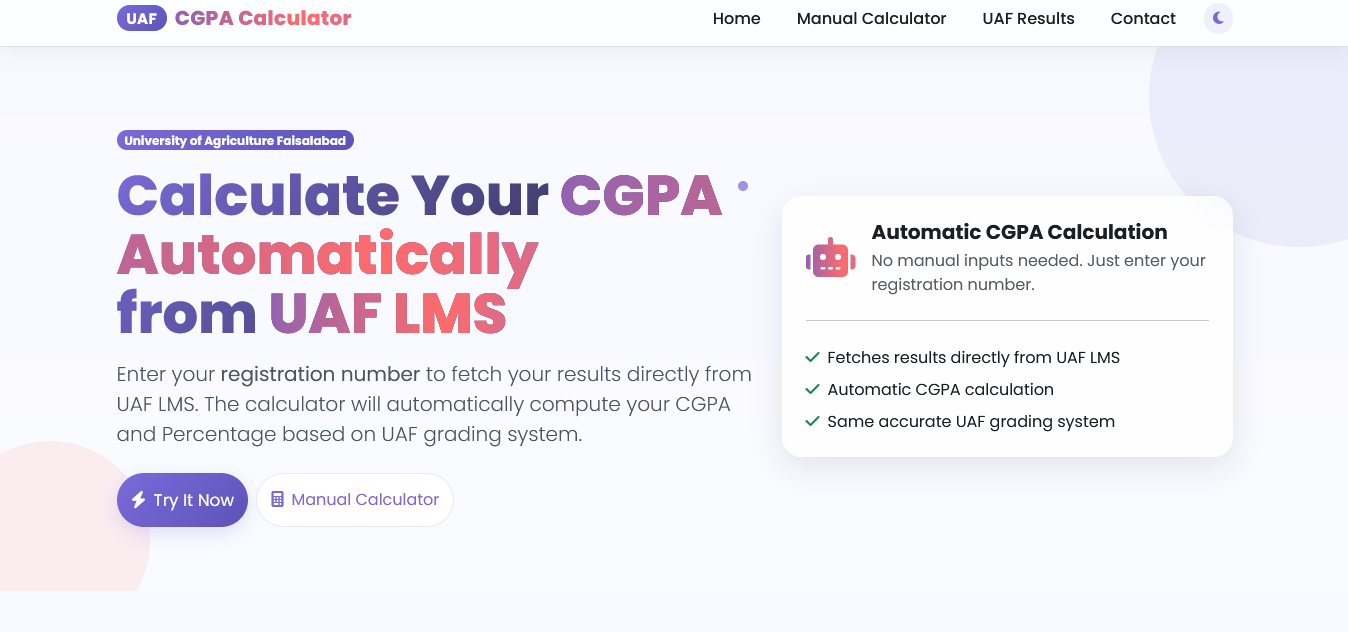 UAF CGPA Calculator
Home Manual Calculator UAF Results Contact
University of Agriculture Faisalabad
Calculate Your CGPA
Automatically
from UAF LMS
Enter your registration number to fetch your results directly from
UAF LMS. The calculator will automatically compute your CGPA
and Percentage based on UAF grading system.
Try It Now Manual Calculator
Automatic CGPA Calculation
No manual inputs needed. Just enter your
registration number.
Fetches results directly from UAF LMS
Automatic CGPA calculation
Same accurate UAF grading system